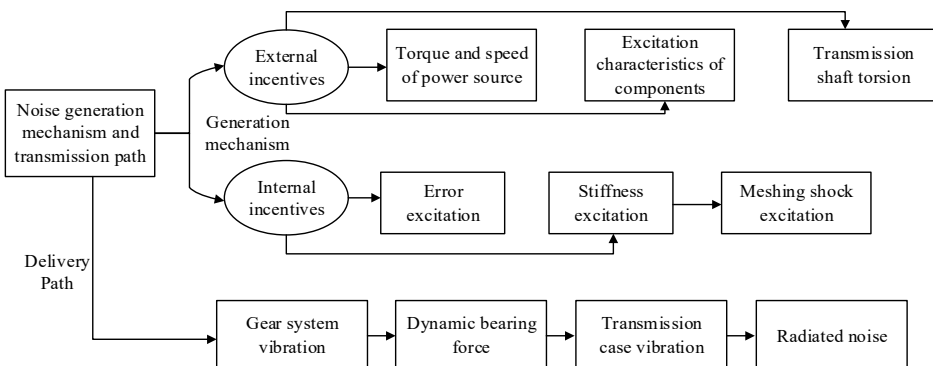 External
incentives
Torque and speed
of power source
Excitation
characteristics of
components
Transmission
shaft torsion
Noise generation
mechanism and
transmission path
Generation
mechanism
Internal
incentives
Error
excitation
Stiffness
excitation
Meshing shock
excitation
Delivery
Path
Gear system
vibration
Dynamic bearing
force
Transmission
case vibration
Radiated noise